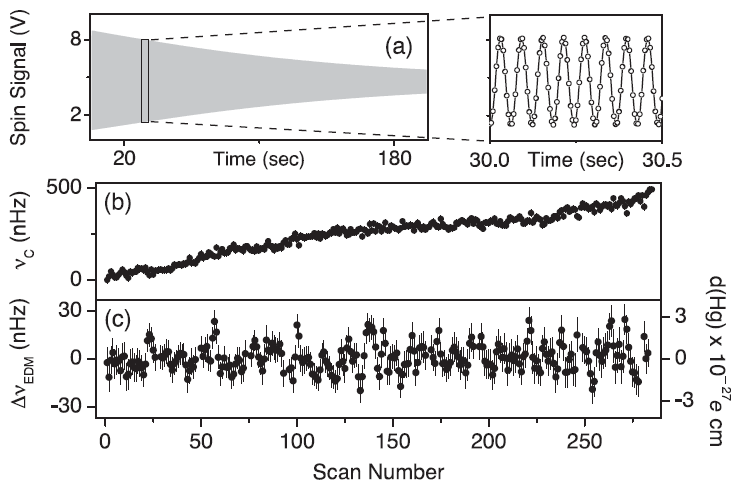 Spin Signal (V)
8
2
(a)
20
Time (sec)
180
30.0
Time (sec)
30.5
(b)
ν_C (nHz)
500
0
(c)
Δν_EDM (nHz)
30
0
-30
3
0
-3
d(Hg) x 10⁻²⁷ e cm
0
50
100
150
200
250
Scan Number